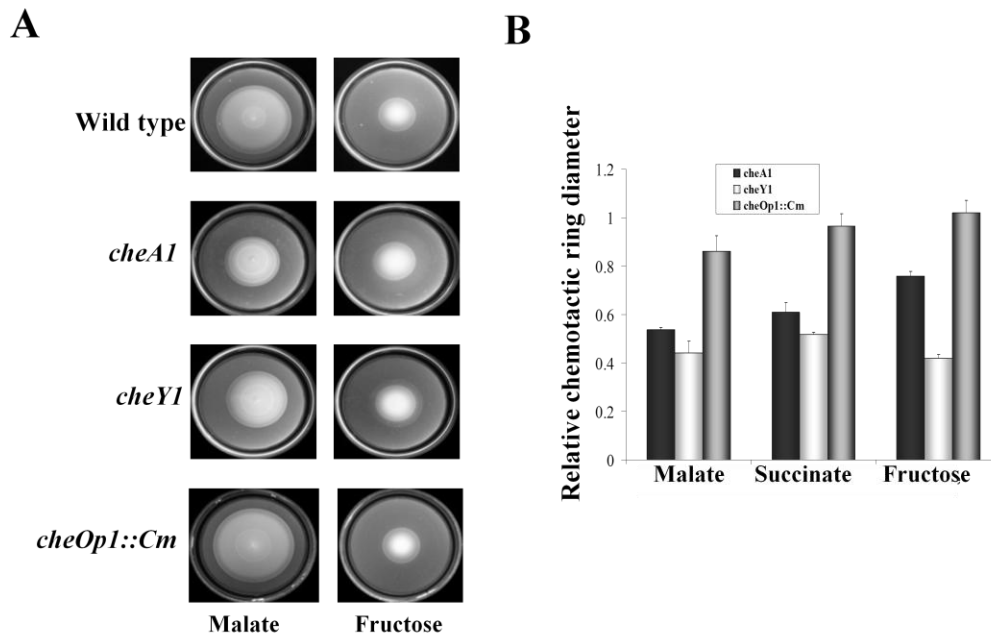 A
Wild type
cheA1
cheY1
cheOp1::Cm
Malate Fructose
B
Relative chemotactic ring diameter
1.2
1
0.8
0.6
0.4
0.2
0
cheA1
cheY1
cheOp1::Cm
Malate Succinate Fructose